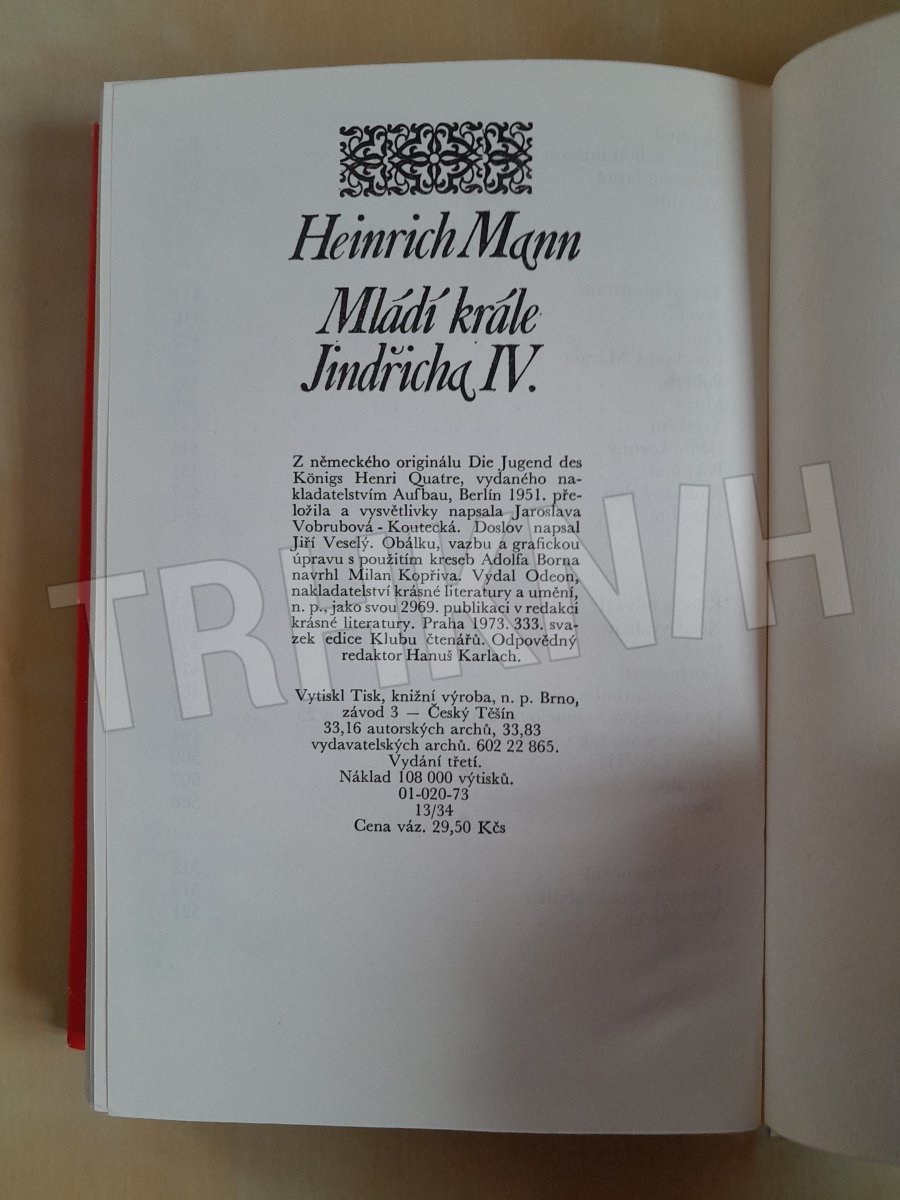 Heinrich Mann
Mládí krále
Jindřicha IV.
Z německého originálu Die Jugend des
Königs Henri Quatre, vydaného na-
kladatelstvím Aufbau, Berlín 1951. pře-
ložila a vysvětlivky napsala Jaroslava
Vobrubová-Koutecká. Doslov napsal
Jiří Veselý. Obálku, vazbu a grafickou
úpravu s použitím kreseb Adolfa Borna
navrhl Milan Kopřiva. Vydal Odeon,
nakladatelství krásné literatury a umění,
n. p., jako svou 2969. publikaci v redakci
krásné literatury. Praha 1973. 333. sva-
zek edice Klubu čtenářů. Odpovědný
redaktor Hanuš Karlach.
Vytiskl Tisk, knižní výroba, n. p. Brno,
závod 3 — Český Těšín
33,16 autorských archů, 33,83
vydavatelských archů. 602 22 865.
Vydání třetí.
Náklad 108 000 výtisků.
01-020-73
13/34
Cena váz. 29,50 Kčs
TRHKNIH